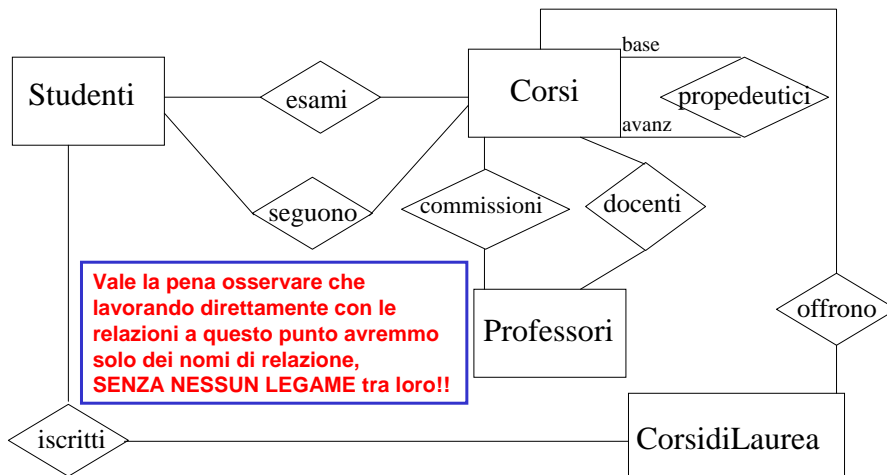 base
Studenti
esami
Corsi
propedeutici
avanz
seguono
commissioni
docenti
Vale la pena osservare che
lavorando direttamente con le
relazioni a questo punto avremmo
solo dei nomi di relazione,
SENZA NESSUN LEGAME tra loro!!
Professori
offrono
iscritti
CorsidiLaurea